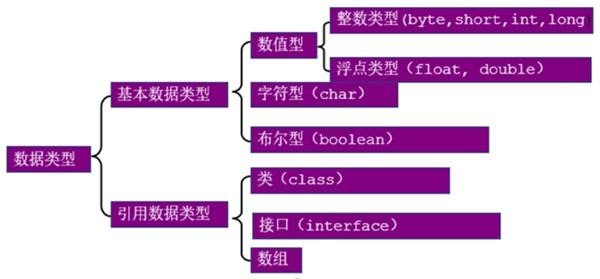 整数类型(byte,short,int,long)
数值型
浮点类型（float, double）
基本数据类型
字符型（char）
布尔型（boolean）
数据类型
类（class）
引用数据类型
接口（interface）
数组